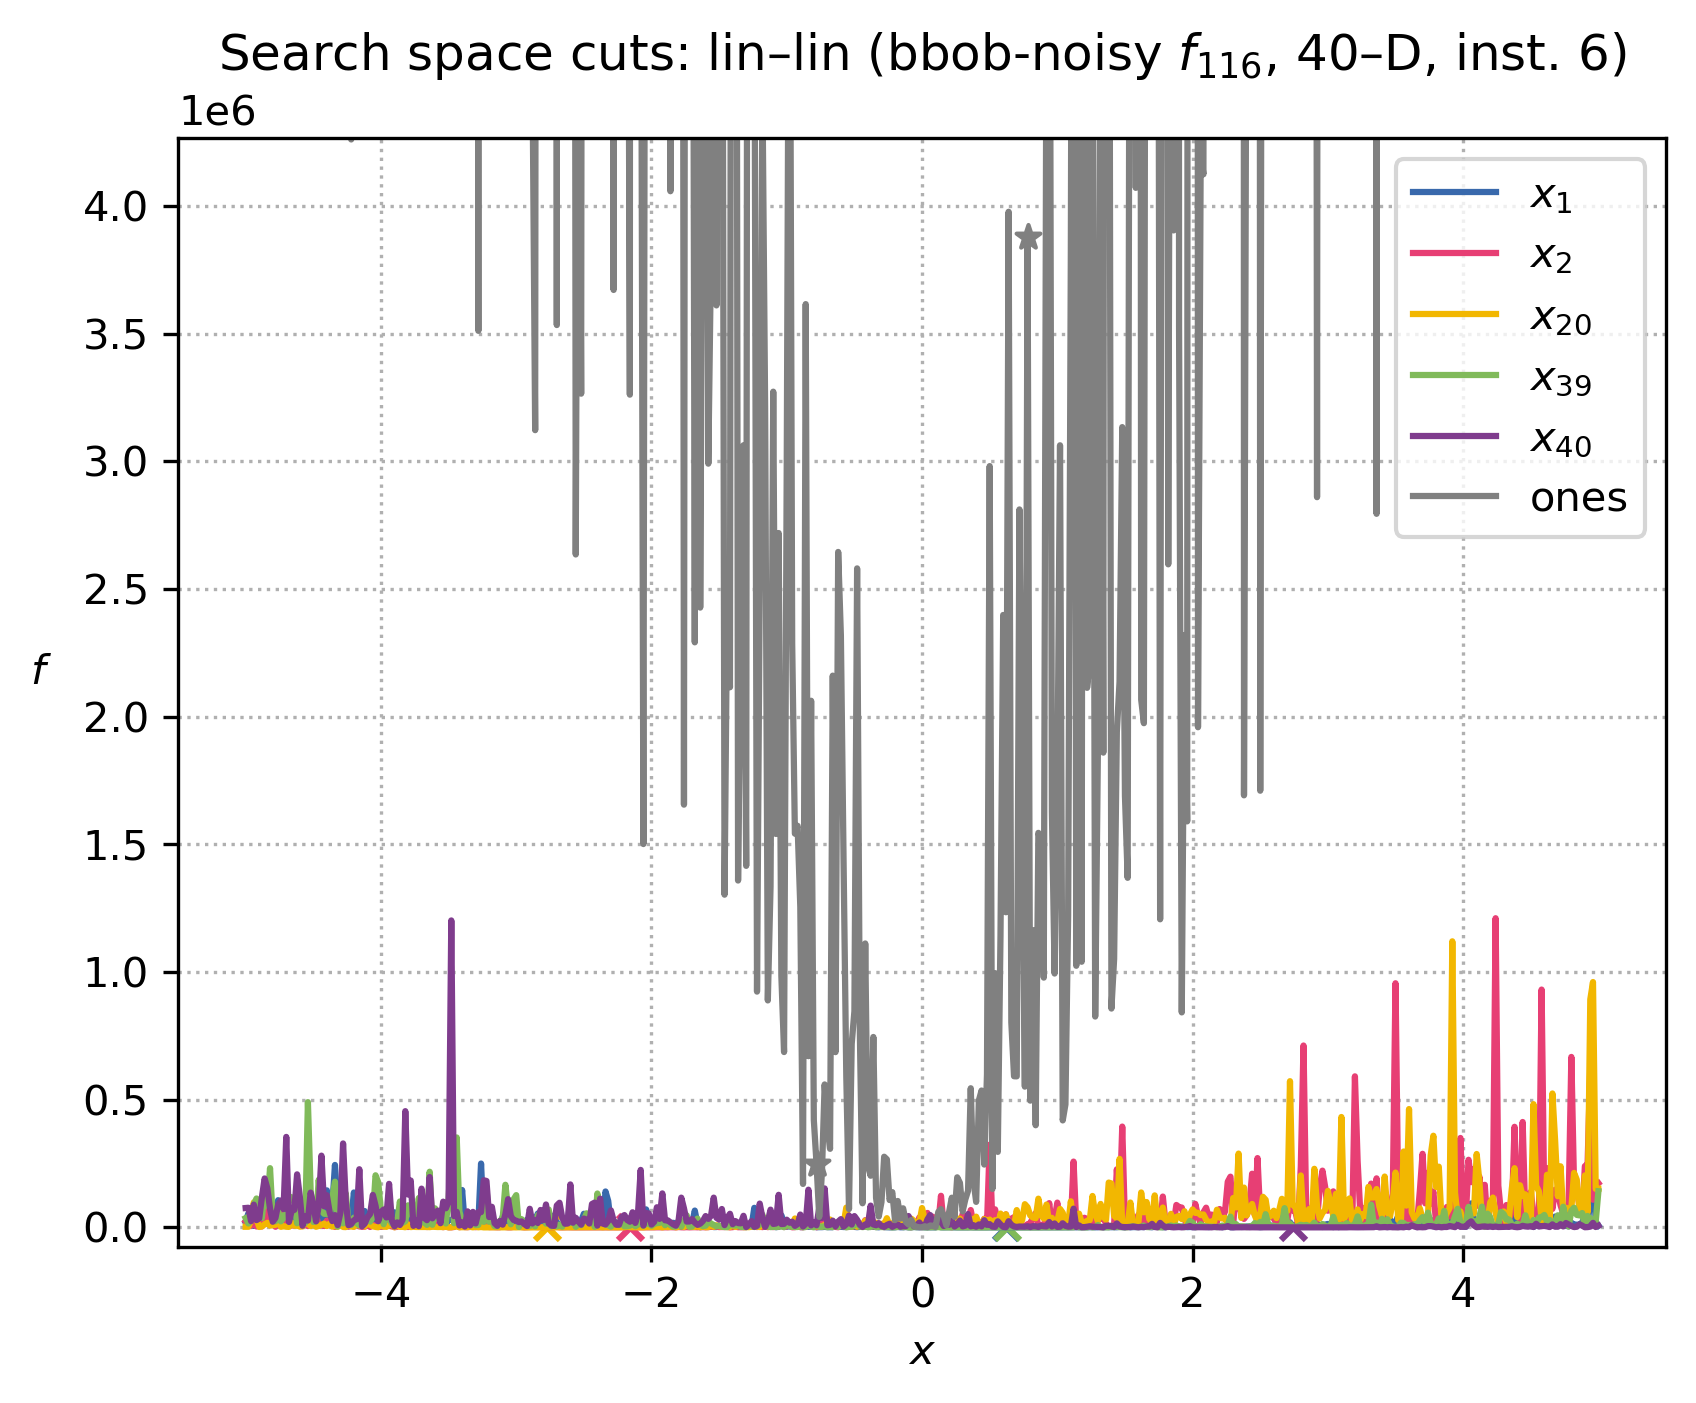 Search space cuts: lin–lin (bbob-noisy f116, 40–D, inst. 6)
1e6
4.0
3.5
3.0
2.5
2.0
1.5
1.0
0.5
0.0
f
−4
−2
0
2
4
x
x1
x2
x20
x39
x40
ones